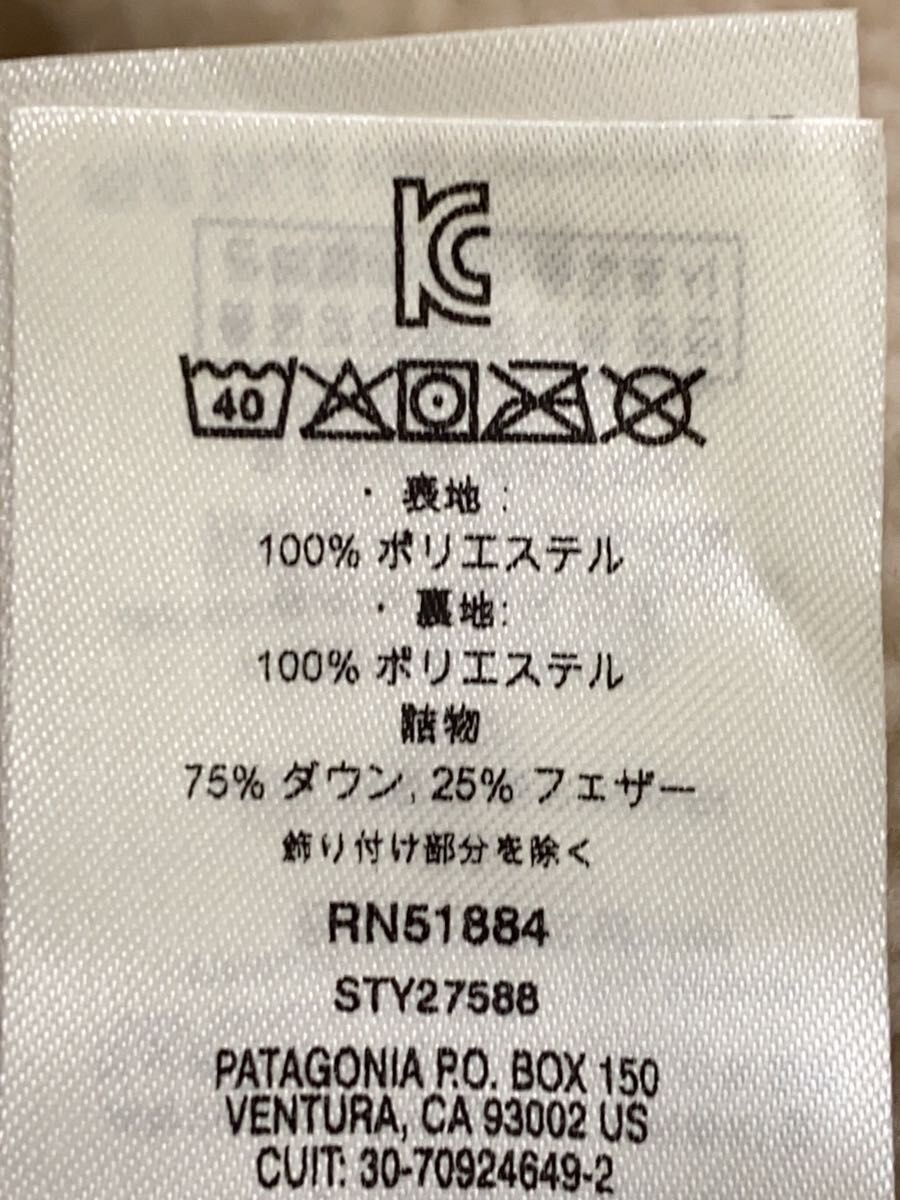 KC
40
・ 表地 :
100% ポリエステル
・ 裏地:
100% ポリエステル
詰物
75% ダウン, 25% フェザー
飾り付け部分を除く
RN51884
STY27588
PATAGONIA P.O. BOX 150
VENTURA, CA 93002 US
CUIT: 30-70924649-2